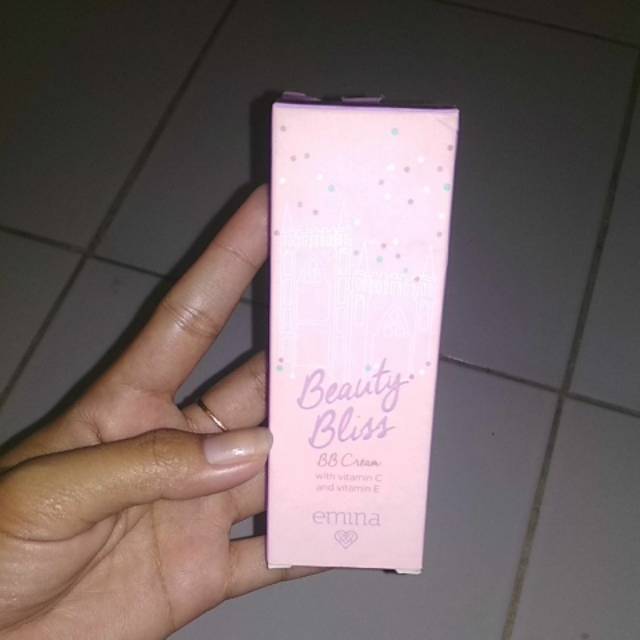 Beauty
Bliss
BB Cream
with vitamin C
and vitamin E
emina